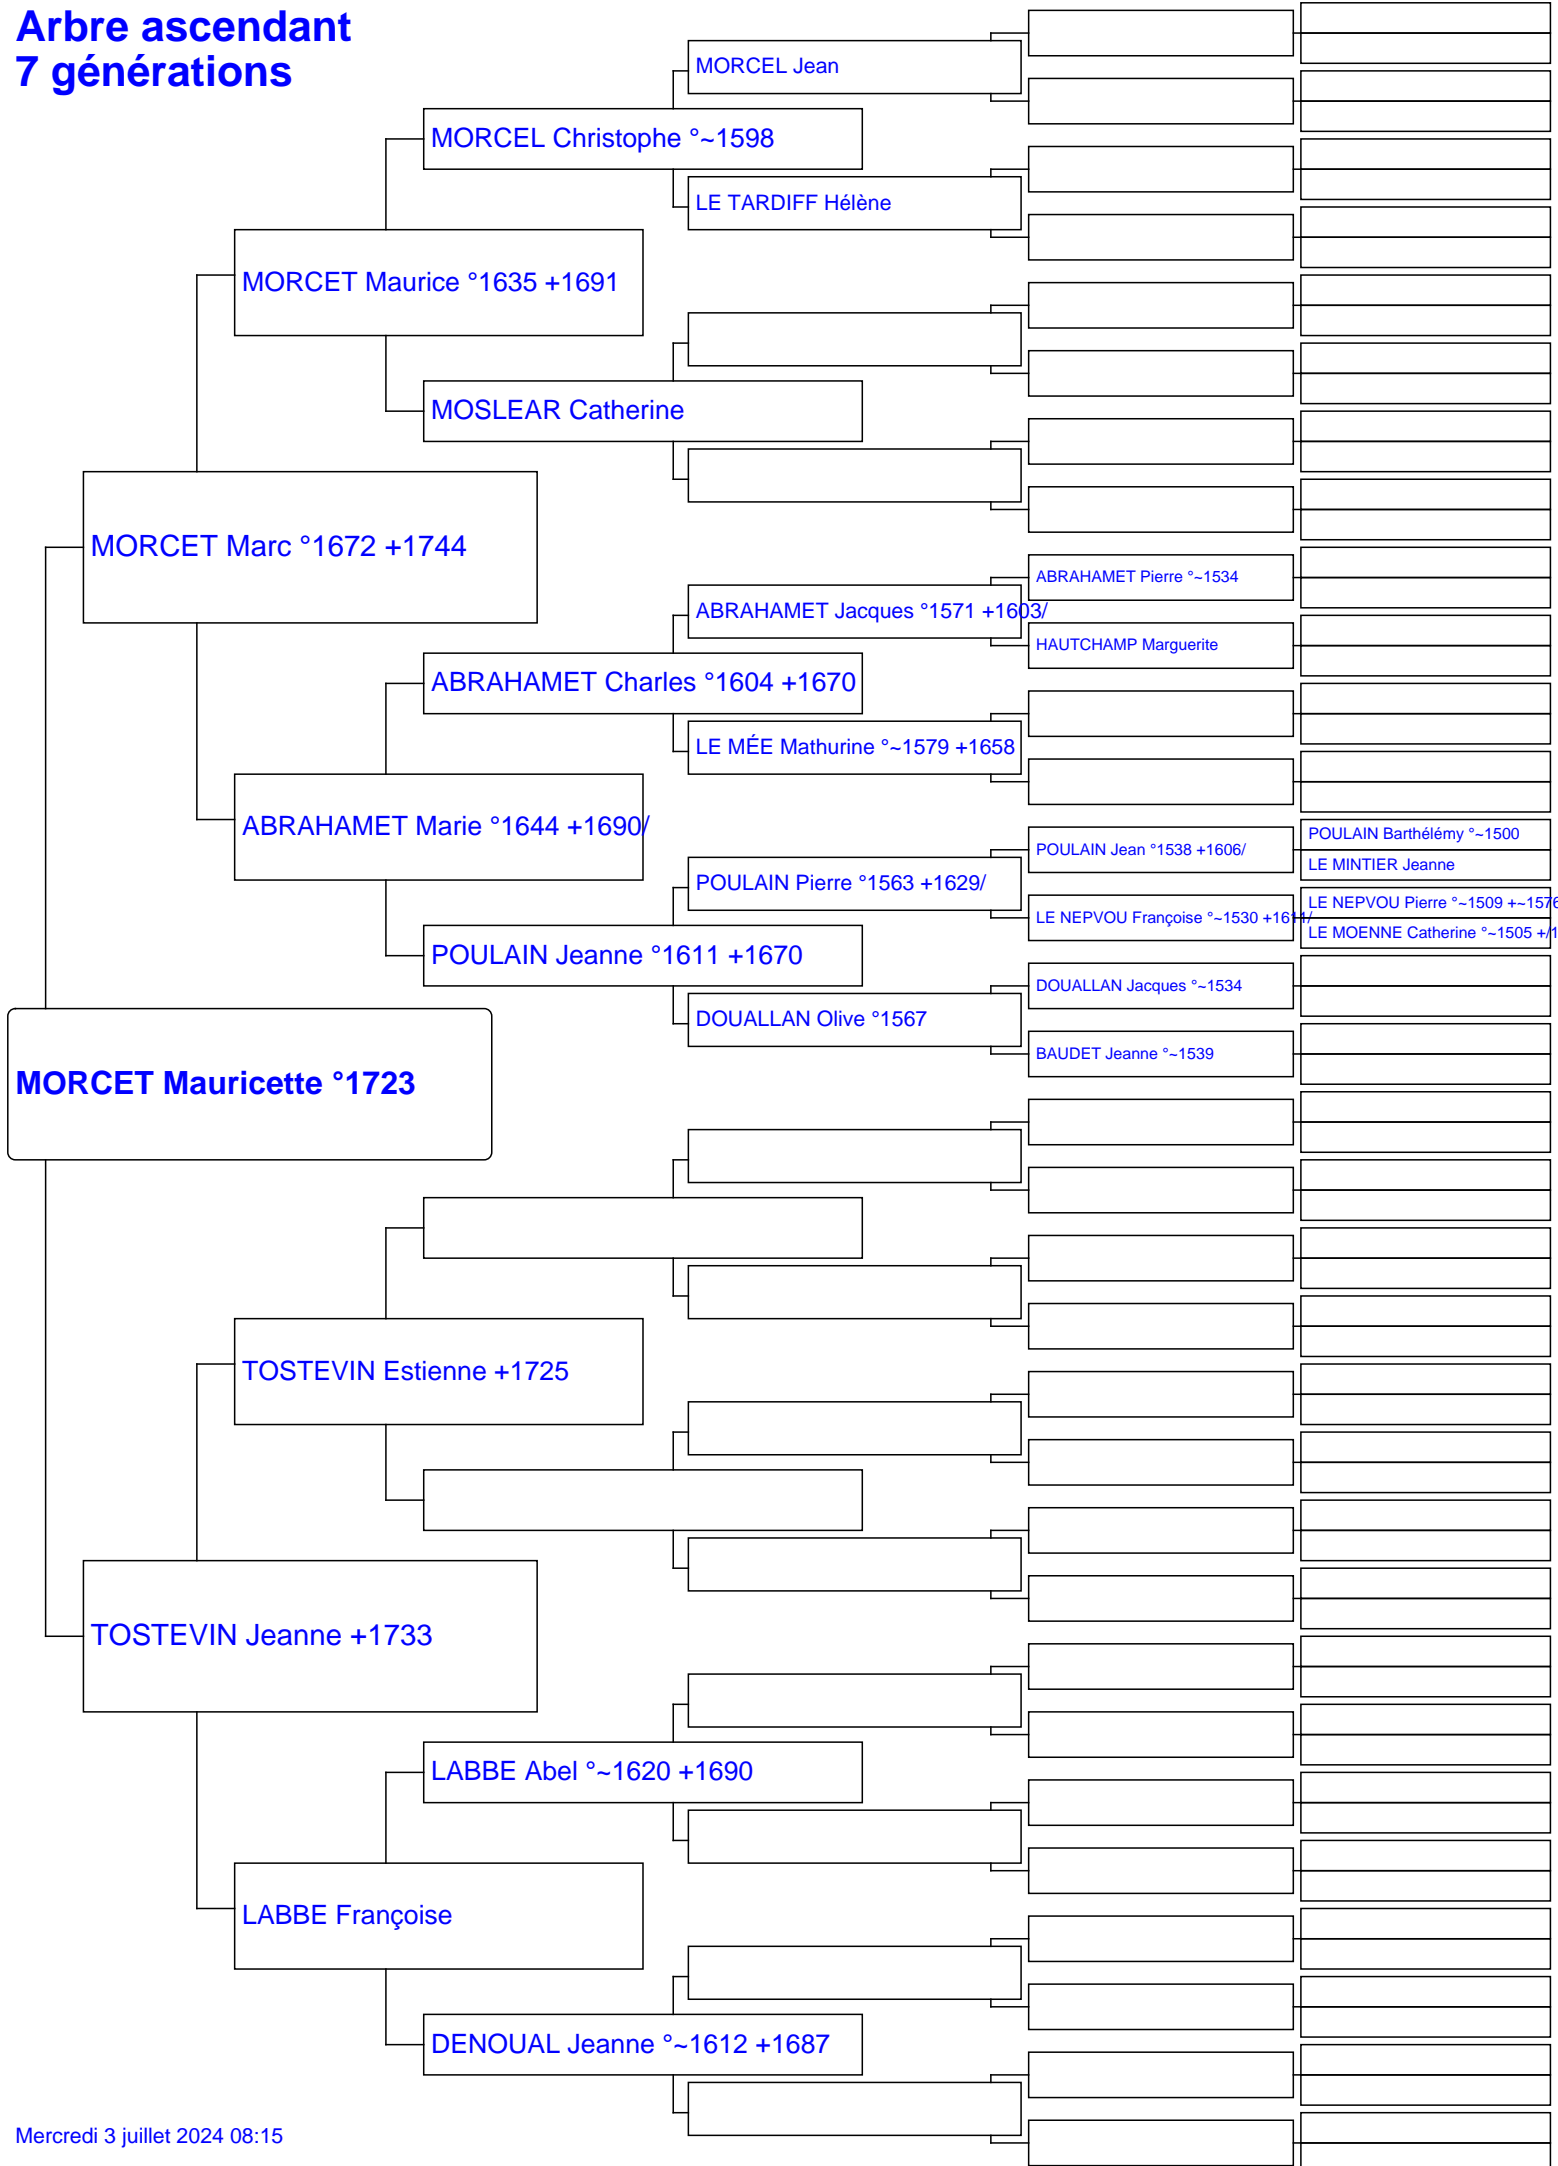 Arbre ascendant
7 générations
MORCEL Jean
MORCEL Christophe °~1598
LE TARDIFF Hélène
MORCET Maurice °1635 +1691
MOSLEAR Catherine
MORCET Marc °1672 +1744
ABRAHAMET Pierre °~1534
ABRAHAMET Jacques °1571 +1603/
HAUTCHAMP Marguerite
ABRAHAMET Charles °1604 +1670
LE MÉE Mathurine °~1579 +1658
ABRAHAMET Marie °1644 +1690/
POULAIN Barthélémy °~1500
POULAIN Jean °1538 +1606/
LE MINTIER Jeanne
POULAIN Pierre °1563 +1629/
LE NEPVOU Pierre °~1509 +~1576
LE NEPVOU Françoise °~1530 +1611/
LE MOENNE Catherine °~1505 +/1
POULAIN Jeanne °1611 +1670
DOUALLAN Jacques °~1534
DOUALLAN Olive °1567
BAUDET Jeanne °~1539
MORCET Mauricette °1723
TOSTEVIN Estienne +1725
TOSTEVIN Jeanne +1733
LABBE Abel °~1620 +1690
LABBE Françoise
DENOUAL Jeanne °~1612 +1687
Mercredi 3 juillet 2024 08:15